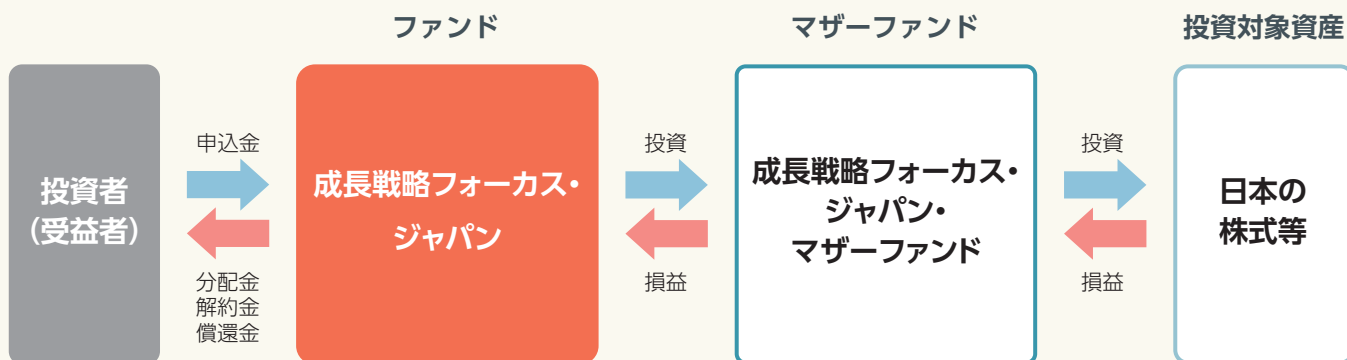 ファンド
マザーファンド
投資対象資産
投資者
(受益者)
申込金
分配金
解約金
償還金
成長戦略フォーカス・
ジャパン
投資
損益
成長戦略フォーカス・
ジャパン・
マザーファンド
投資
損益
日本の
株式等